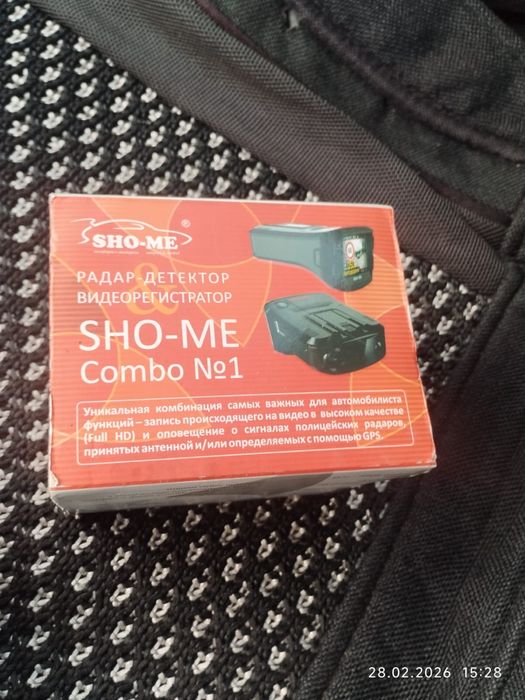 SHO-ME ®
РАДАР-ДЕТЕКТОР
ВИДЕОРЕГИСТРАТОР
&
SHO-ME
Combo №1
Уникальная комбинация самых важных для автомобилиста
функций – запись происходящего на видео в высоком качестве
(Full HD) и оповещение о сигналах полицейских радаров,
принятых антенной и/или определяемых с помощью GPS.
28.02.2026 15:28